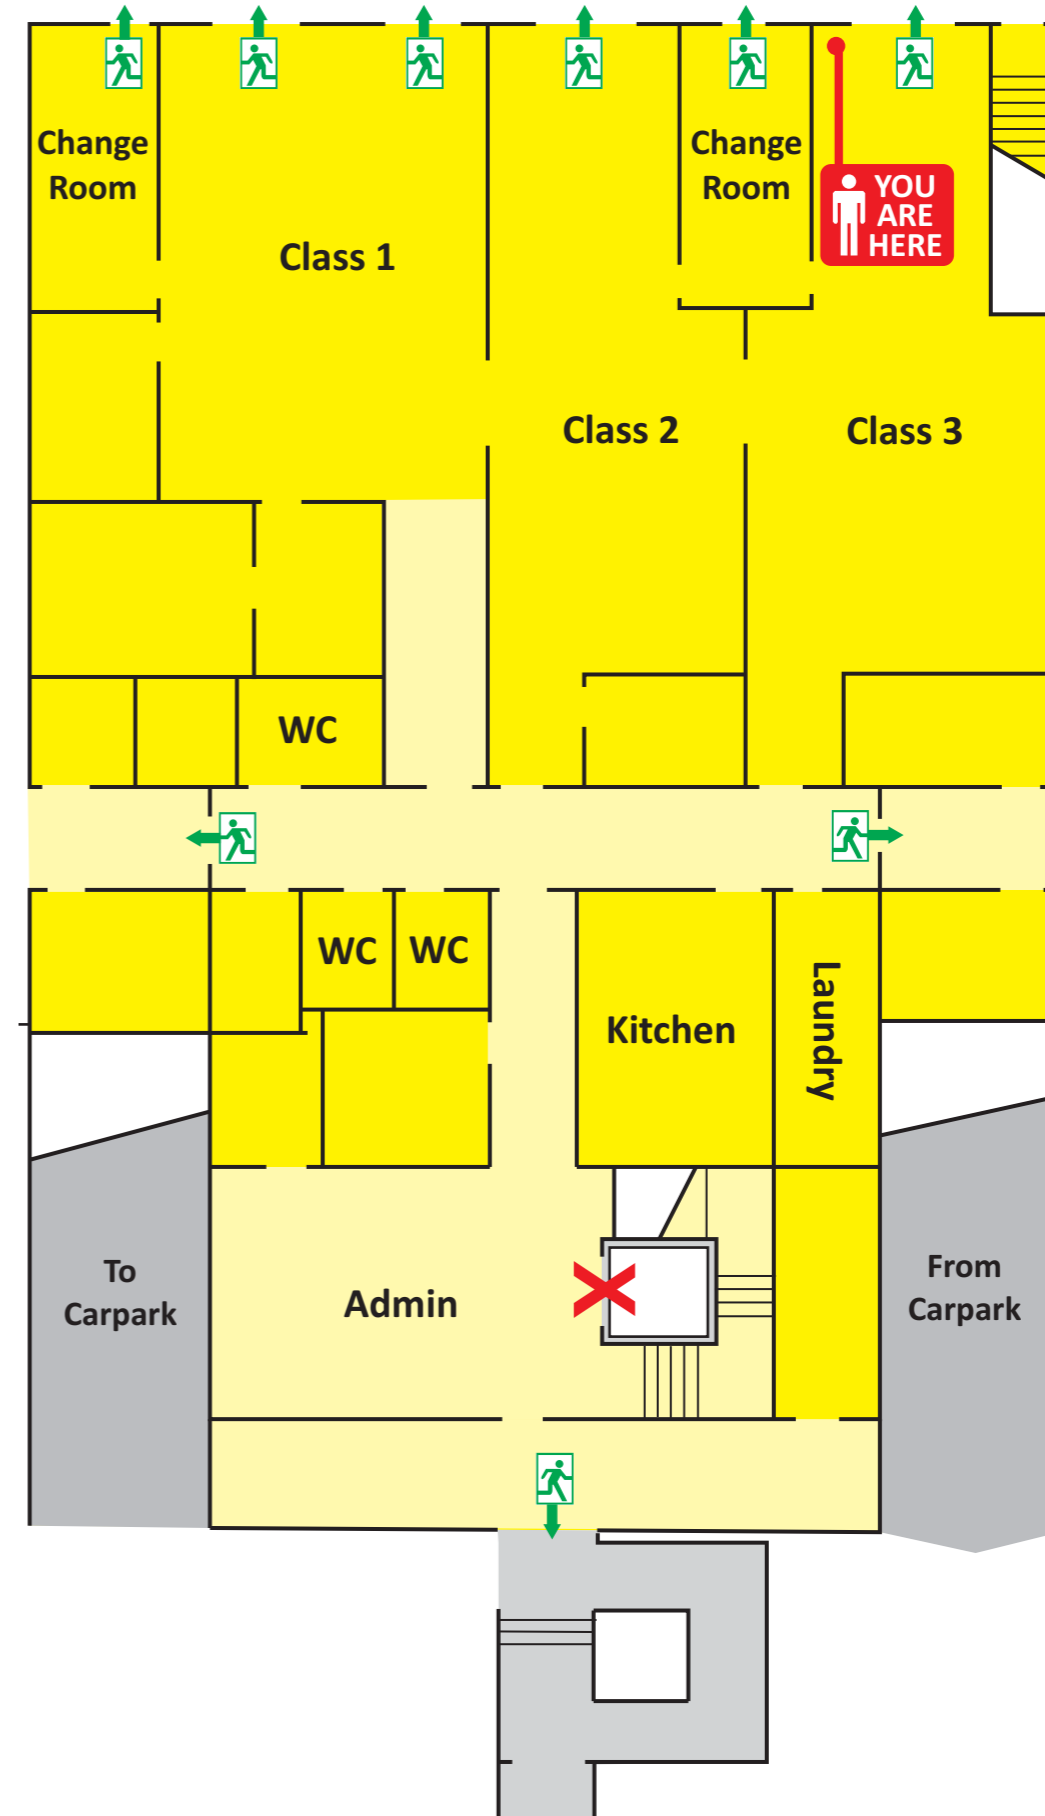 Change
Room
Class 1
Change
Room
YOU
ARE
HERE
Class 2
Class 3
WC
WC
WC
Kitchen
Laundry
To
Carpark
Admin
From
Carpark